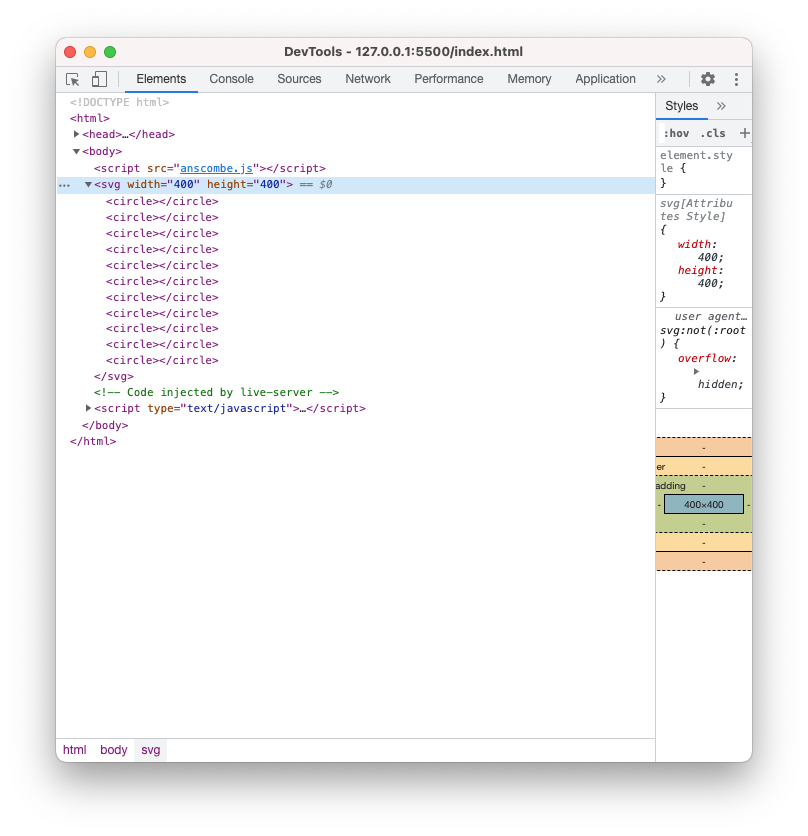 DevTools - 127.0.0.1:5500/index.html
Elements Console Sources Network Performance Memory Application »
<!DOCTYPE html>
<html>
<head>…</head>
<body>
<script src="anscombe.js"></script>
<svg width="400" height="400"> == $0
<circle></circle>
<circle></circle>
<circle></circle>
<circle></circle>
<circle></circle>
<circle></circle>
<circle></circle>
<circle></circle>
<circle></circle>
<circle></circle>
<circle></circle>
</svg>
<!-- Code injected by live-server -->
<script type="text/javascript">…</script>
</body>
</html>
html body svg
Styles »
:hov .cls +
element.sty
le {
}
svg[Attribu
tes Style]
{
width:
400;
height:
400;
}
user agent…
svg:not(:root
) {
overflow:
hidden;
}
-
er -
adding -
- 400×400 -
-
-
-